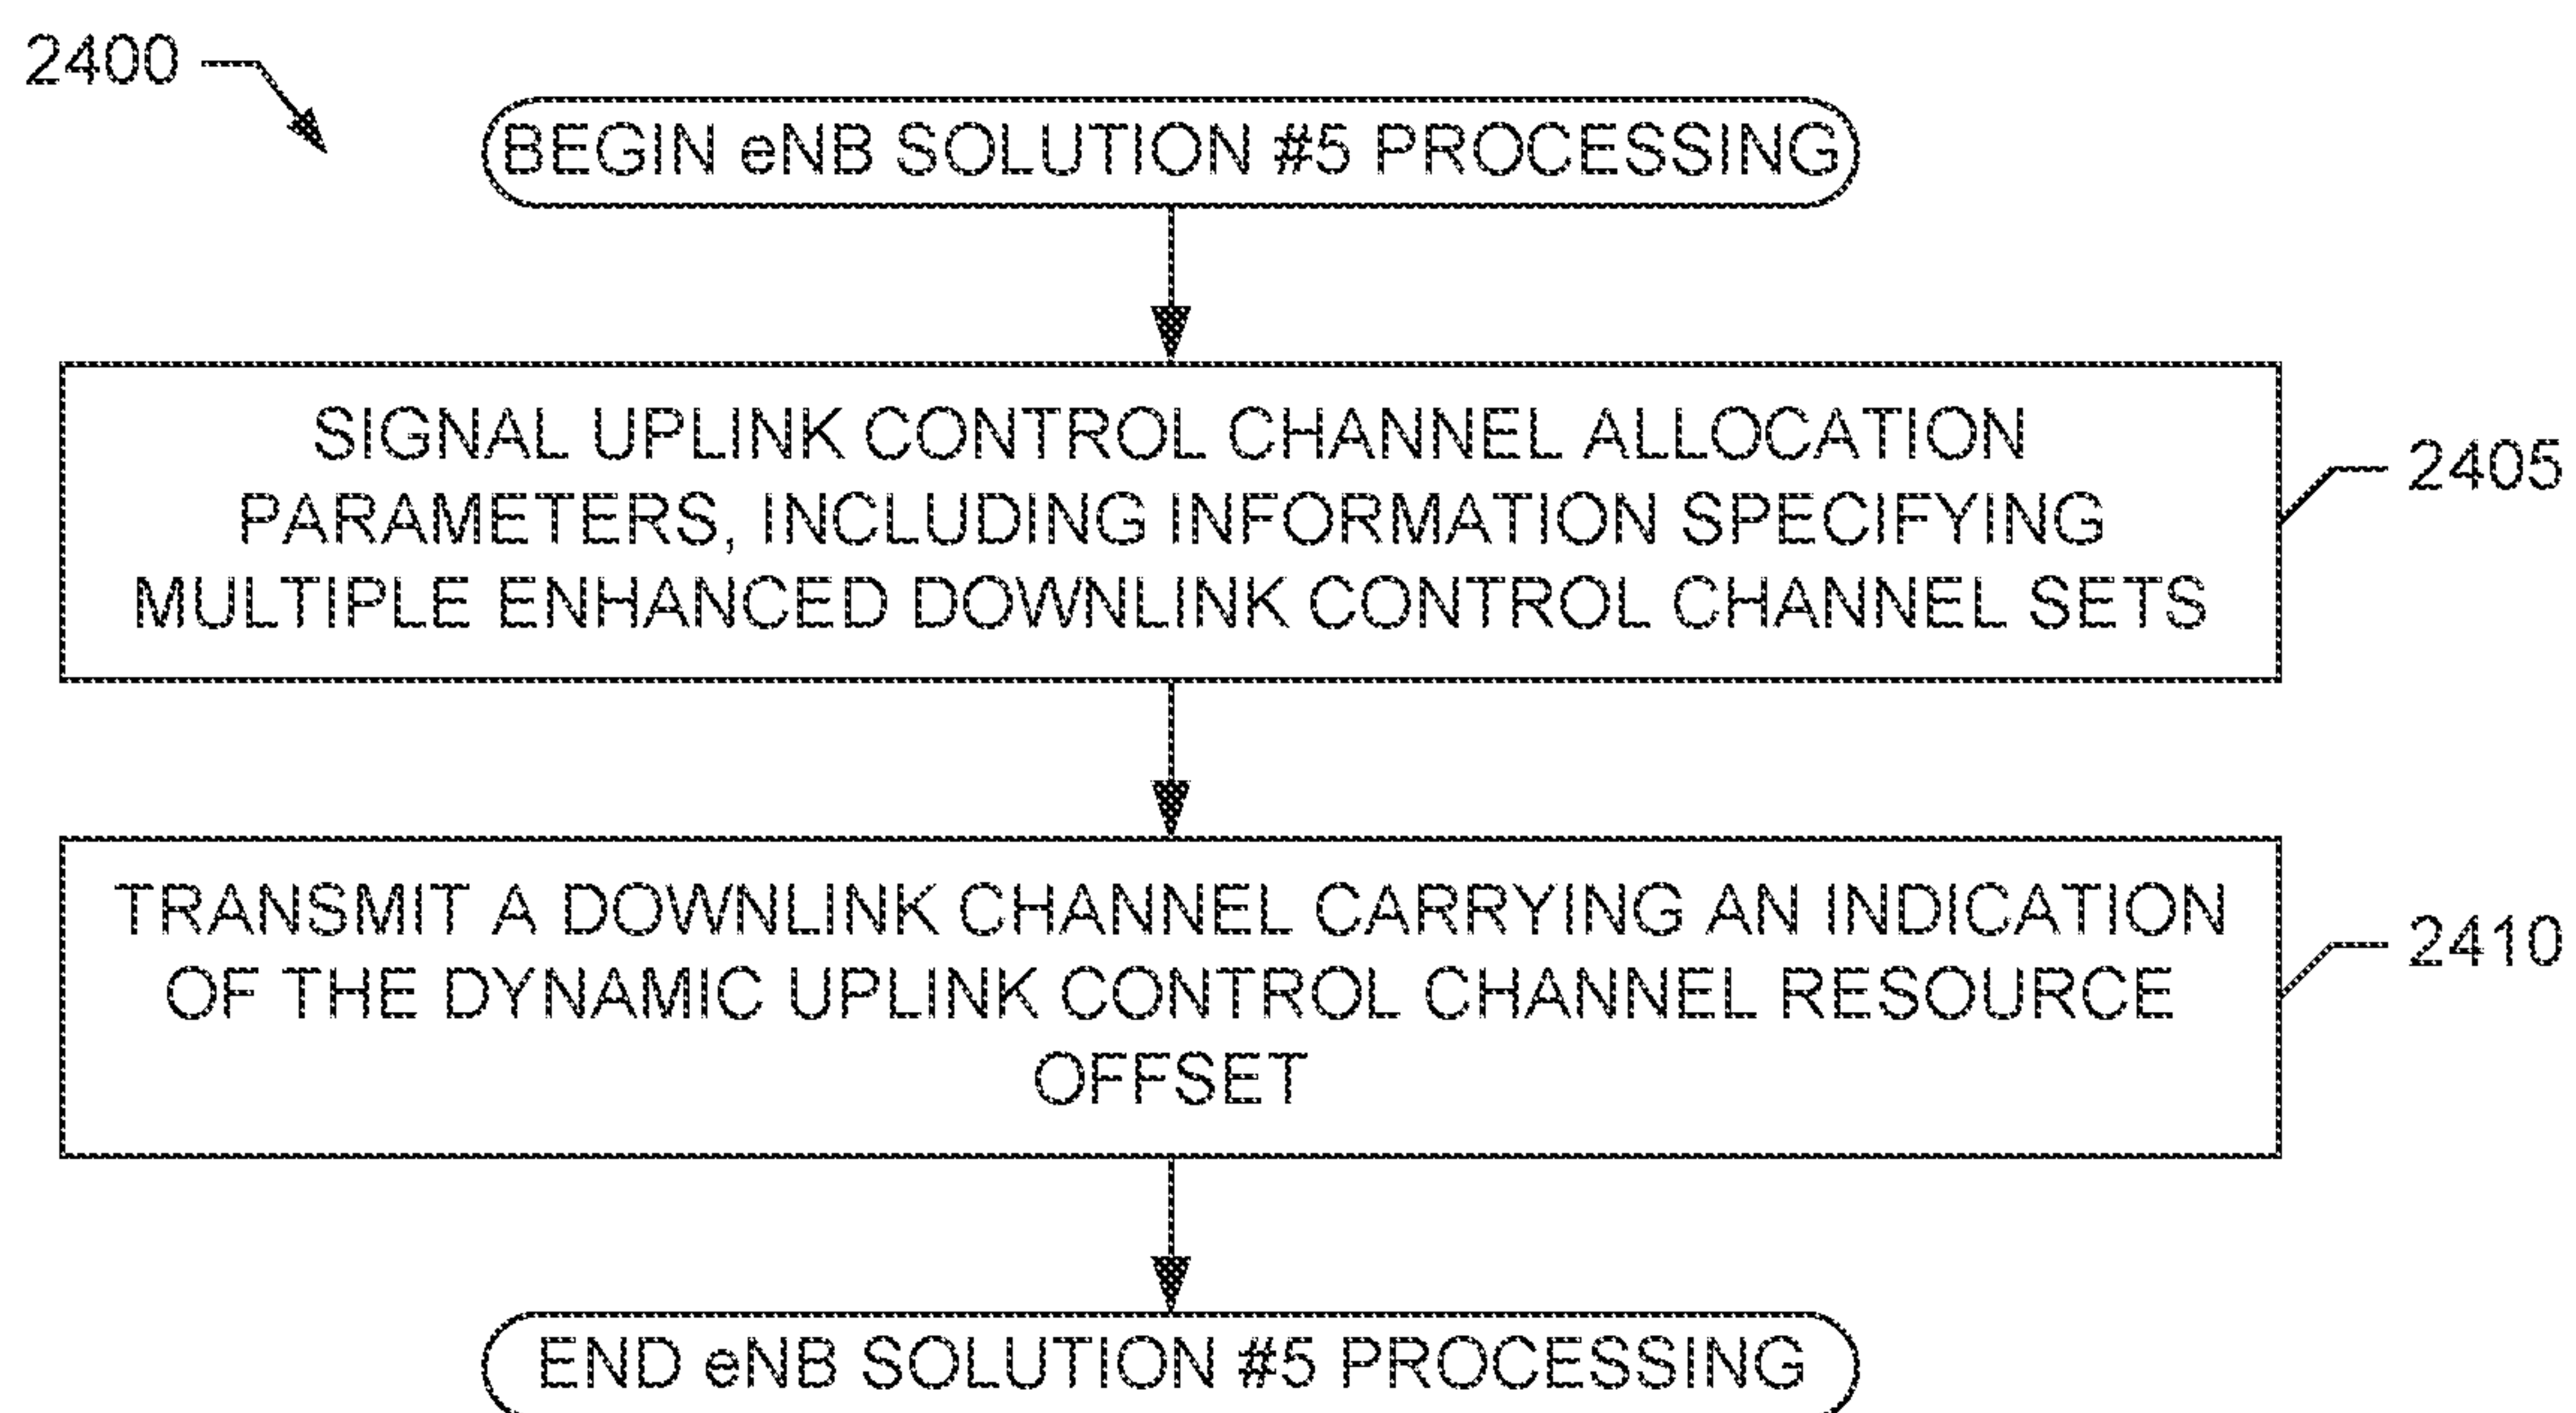 2400
BEGIN eNB SOLUTION #5 PROCESSING
SIGNAL UPLINK CONTROL CHANNEL ALLOCATION
PARAMETERS, INCLUDING INFORMATION SPECIFYING
MULTIPLE ENHANCED DOWNLINK CONTROL CHANNEL SETS
2405
TRANSMIT A DOWNLINK CHANNEL CARRYING AN INDICATION
OF THE DYNAMIC UPLINK CONTROL CHANNEL RESOURCE
OFFSET
2410
END eNB SOLUTION #5 PROCESSING